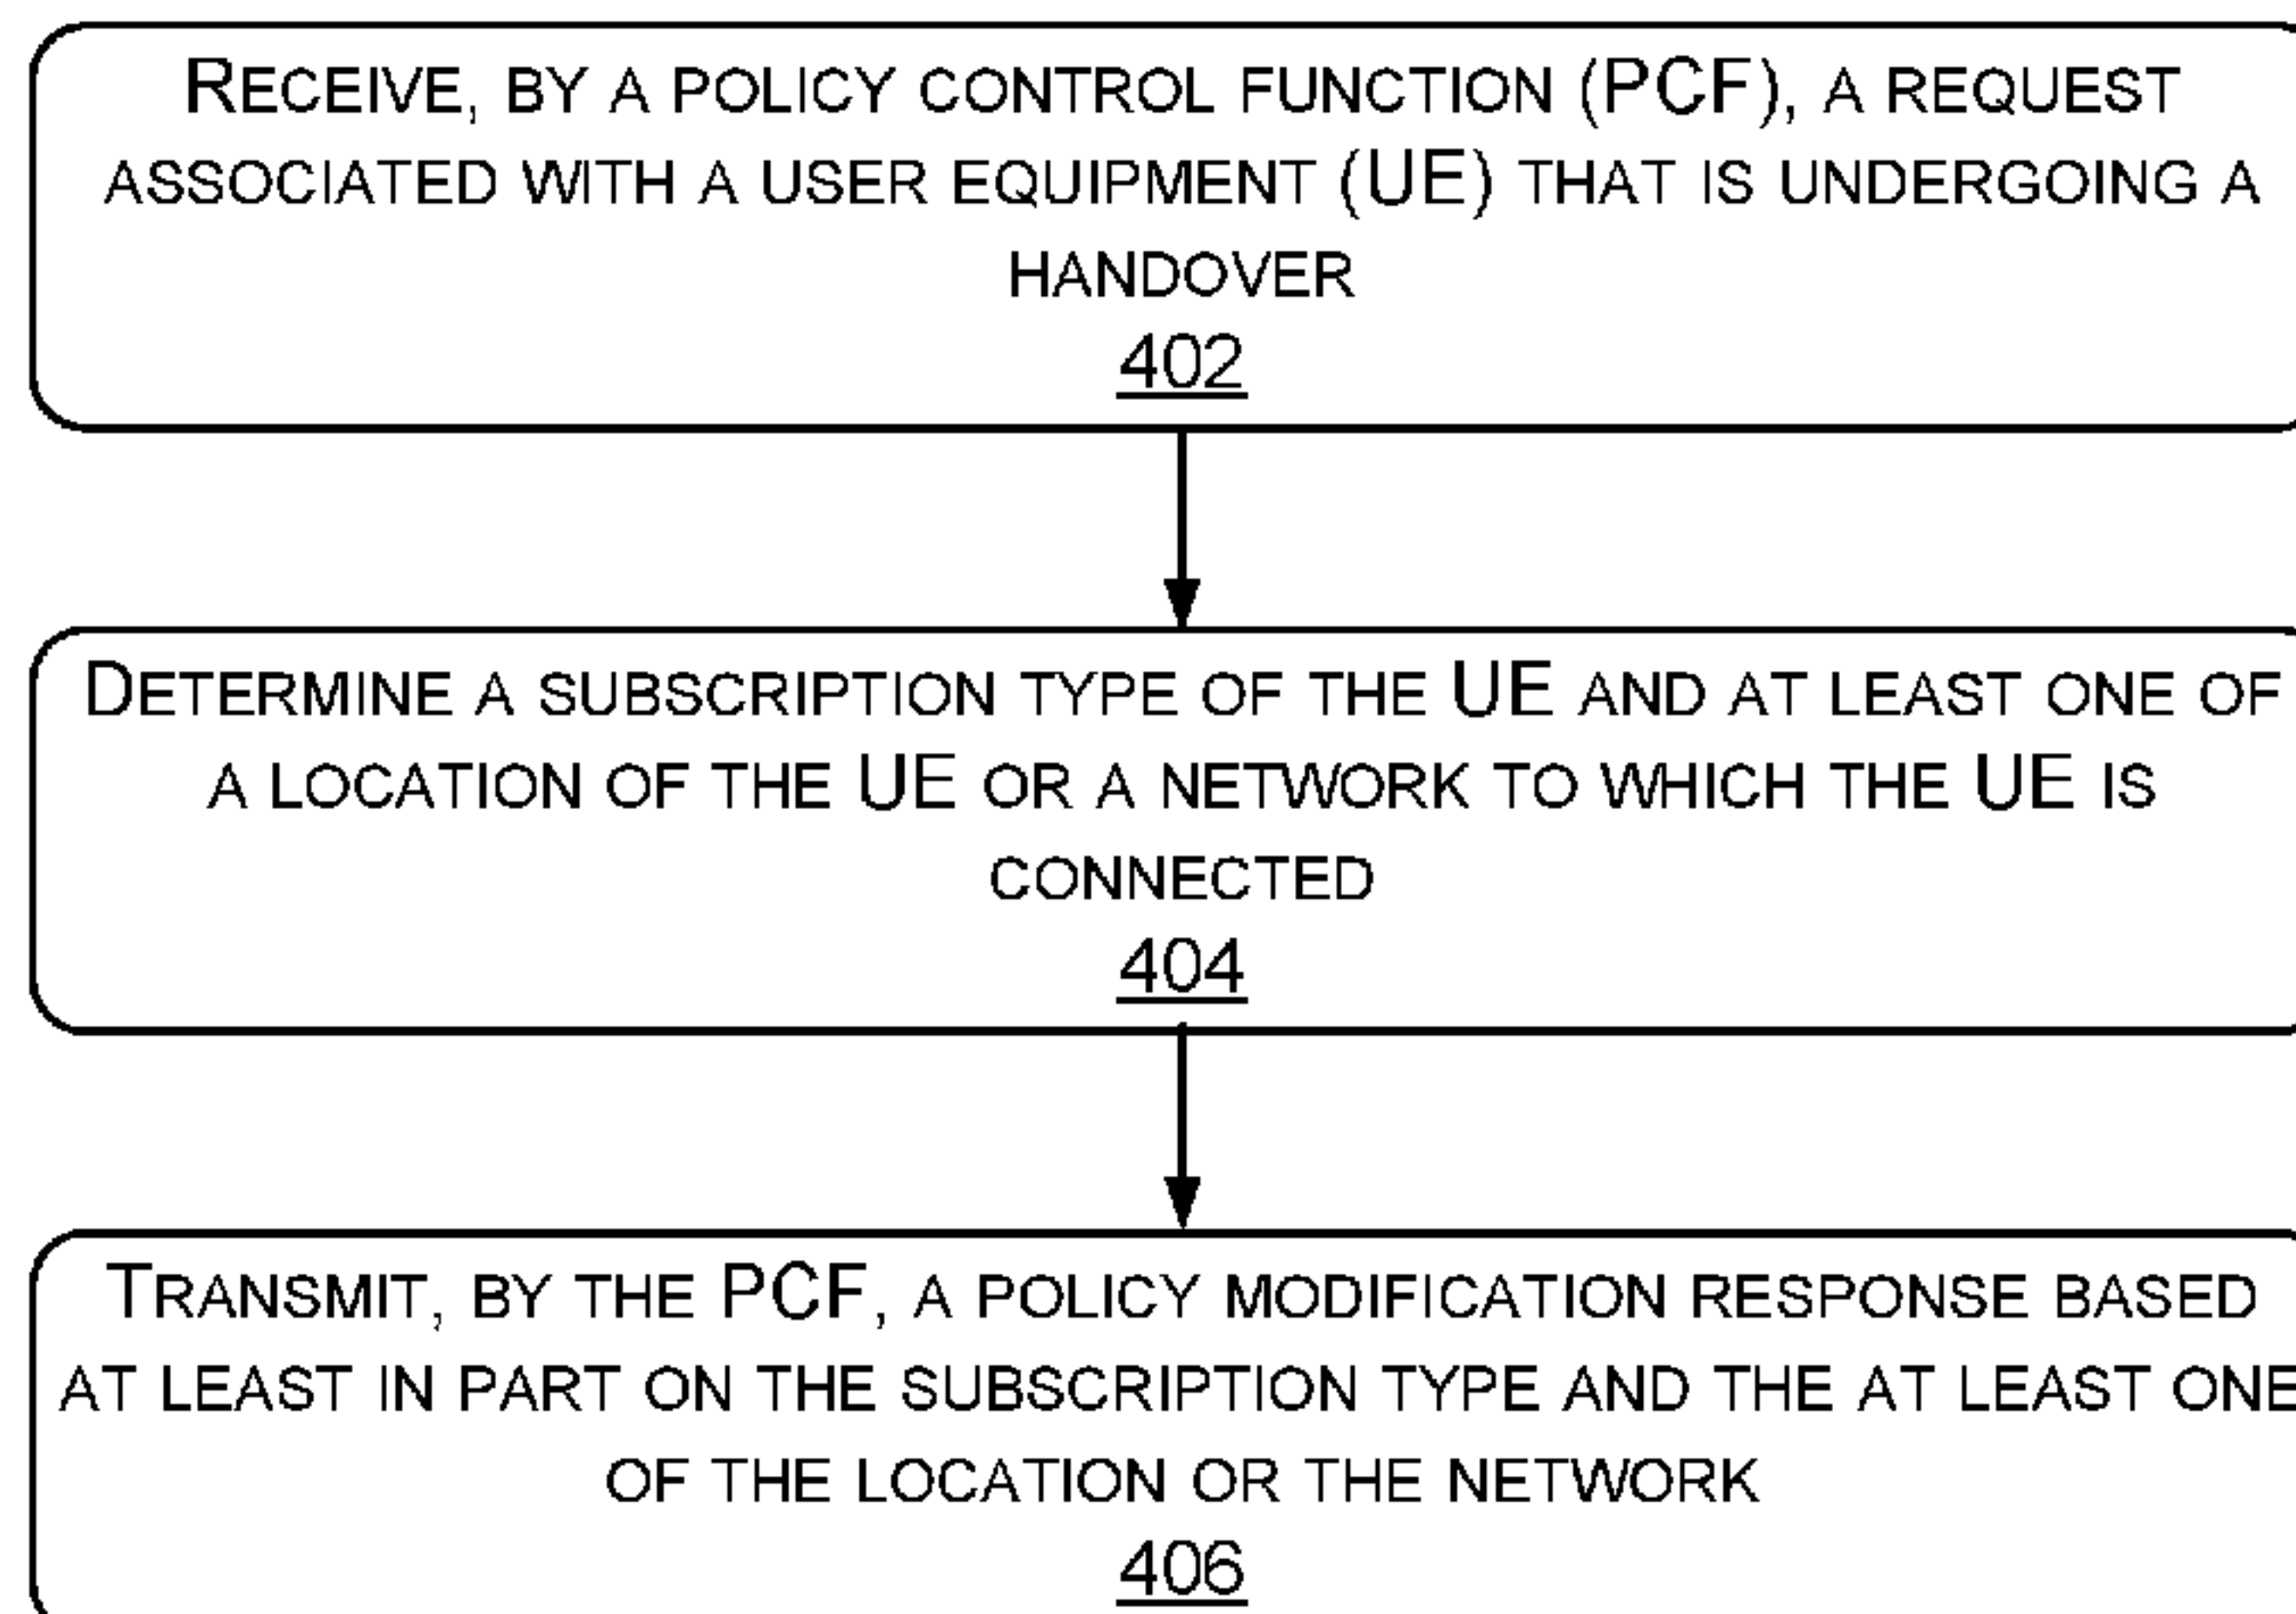 RECEIVE, BY A POLICY CONTROL FUNCTION (PCF), A REQUEST
ASSOCIATED WITH A USER EQUIPMENT (UE) THAT IS UNDERGOING A
HANDOVER
402
DETERMINE A SUBSCRIPTION TYPE OF THE UE AND AT LEAST ONE OF
A LOCATION OF THE UE OR A NETWORK TO WHICH THE UE IS
CONNECTED
404
TRANSMIT, BY THE PCF, A POLICY MODIFICATION RESPONSE BASED
AT LEAST IN PART ON THE SUBSCRIPTION TYPE AND THE AT LEAST ONE
OF THE LOCATION OR THE NETWORK
406